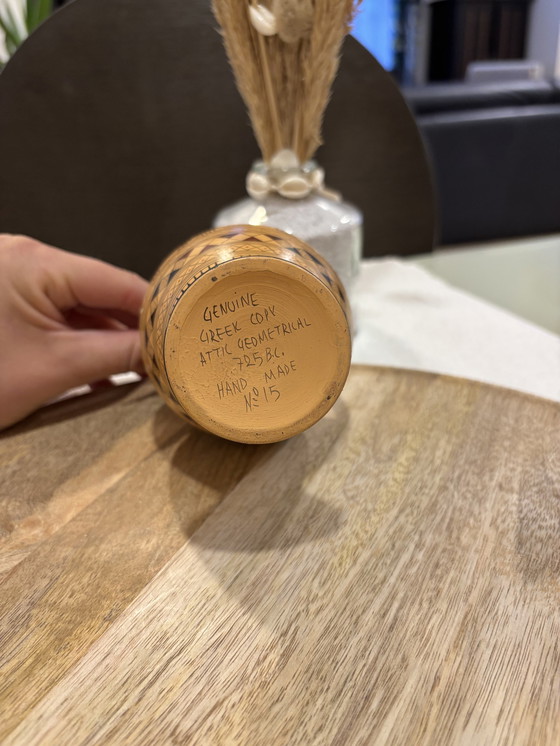 GENUINE
GREEK COPY
ATTIC GEOMETRICAL
725 B.C.
HAND MADE
Nº 15